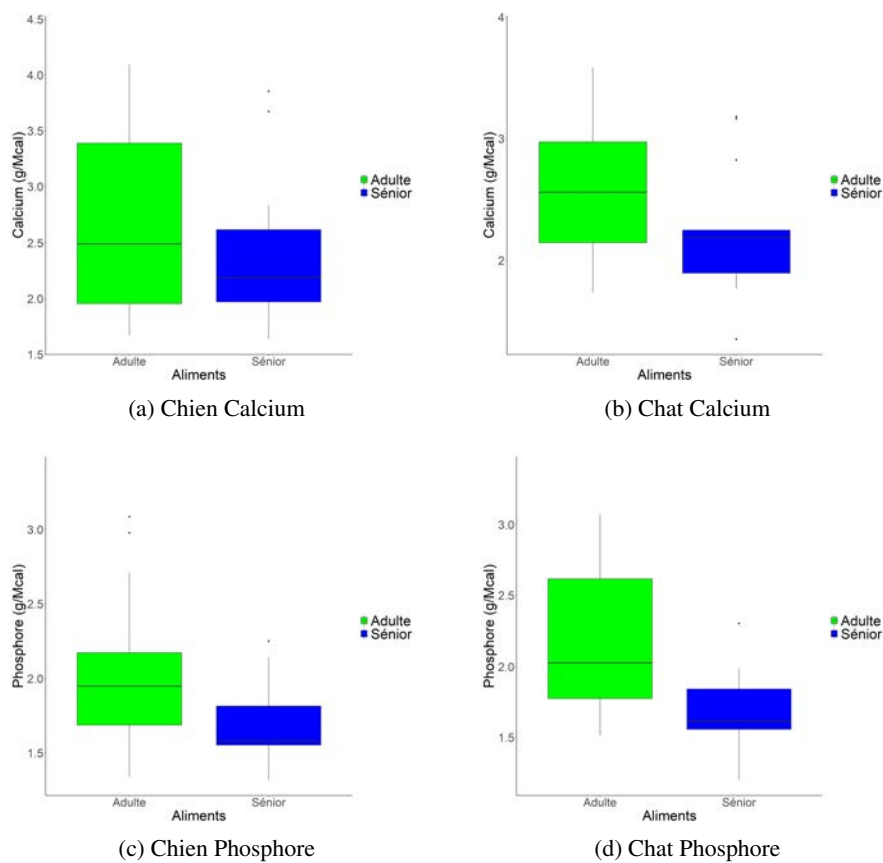 4.5
4.0
3.5
3.0
2.5
2.0
1.5
Calcium (g/Mcal)
Adulte
Sénior
Adulte Sénior
Aliments
(a) Chien Calcium
4
3
2
Calcium (g/Mcal)
Adulte
Sénior
Adulte Sénior
Aliments
(b) Chat Calcium
3.0
2.5
2.0
1.5
Phosphore (g/Mcal)
Adulte
Sénior
Adulte Sénior
Aliments
(c) Chien Phosphore
3.0
2.5
2.0
1.5
Phosphore (g/Mcal)
Adulte
Sénior
Adulte Sénior
Aliments
(d) Chat Phosphore